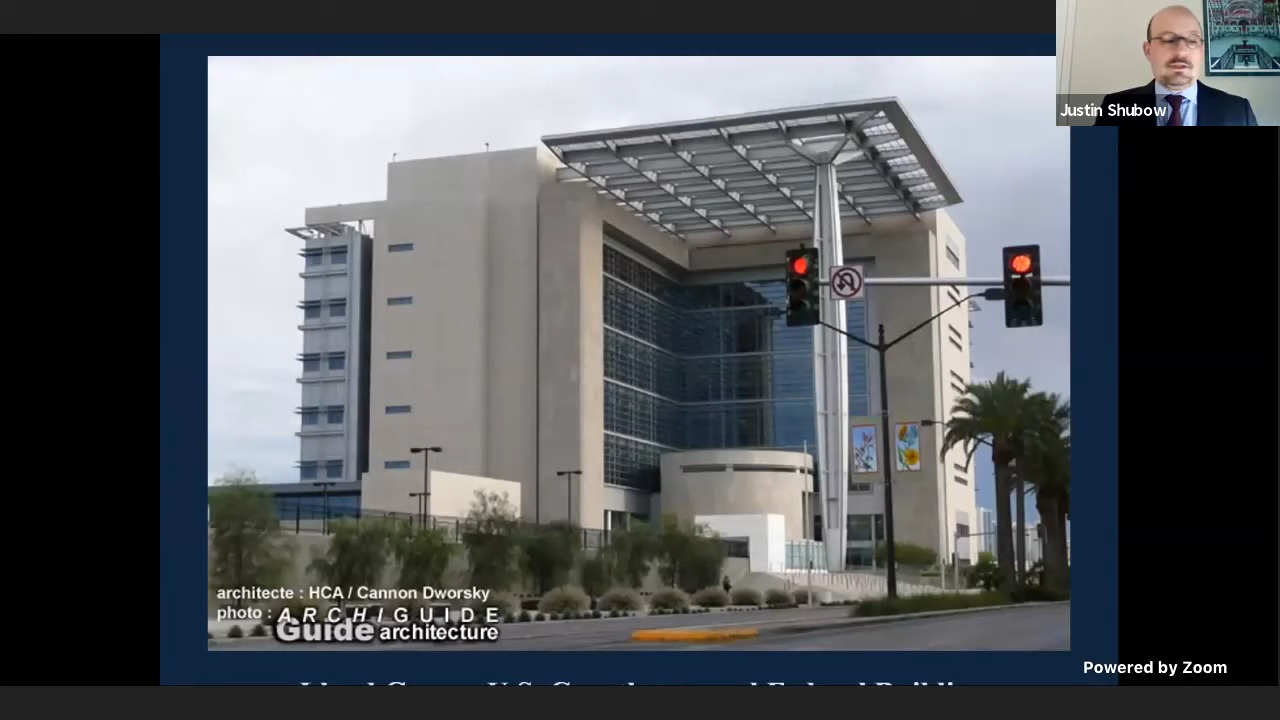 Justin Shubow
architecte : HCA / Cannon Dworsky
photo : ARCHIGUIDE
Guide architecture
Powered by Zoom